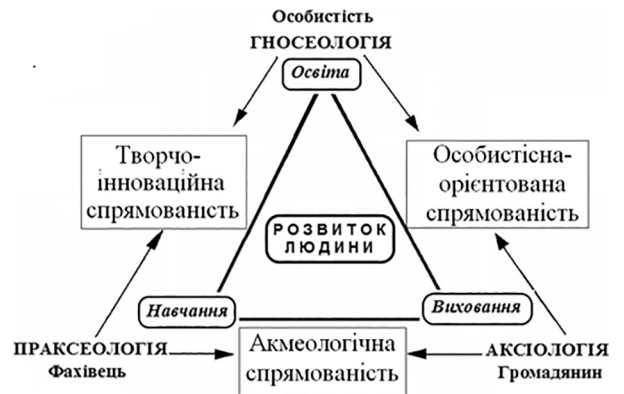 Особистість
ГНОСЕОЛОГІЯ
Освіта
Творчо-
інноваційна
спрямованість
Особистісна-
орієнтована
спрямованість
РОЗВИТОК
ЛЮДИНИ
Навчання
Виховання
ПРАКСЕОЛОГІЯ
Фахівець
Акмеологічна
спрямованість
АКСІОЛОГІЯ
Громадянин